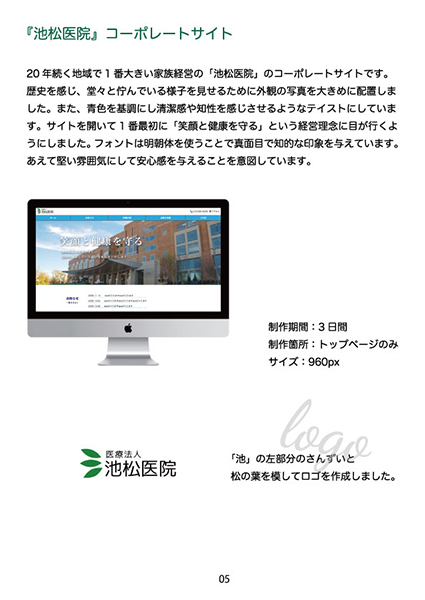 『池松医院』コーポレートサイト
20年続く地域で1番大きい家族経営の「池松医院」のコーポレートサイトです。
歴史を感じ、堂々と佇んでいる様子を見せるために外観の写真を大きめに配置しま
した。また、青色を基調にし清潔感や知性を感じさせるようなテイストにしていま
す。サイトを開いて1番最初に「笑顔と健康を守る」という経営理念に目が行くよ
うにしました。フォントは明朝体を使うことで真面目で知的な印象を与えています。
あえて堅い雰囲気にして安心感を与えることを意図しています。
池松医院
笑顔と健康を守る
制作期間：3日間
制作箇所：トップページのみ
サイズ：960px
logo
医療法人
池松医院
「池」の左部分のさんずいと
松の葉を模してロゴを作成しました。
05